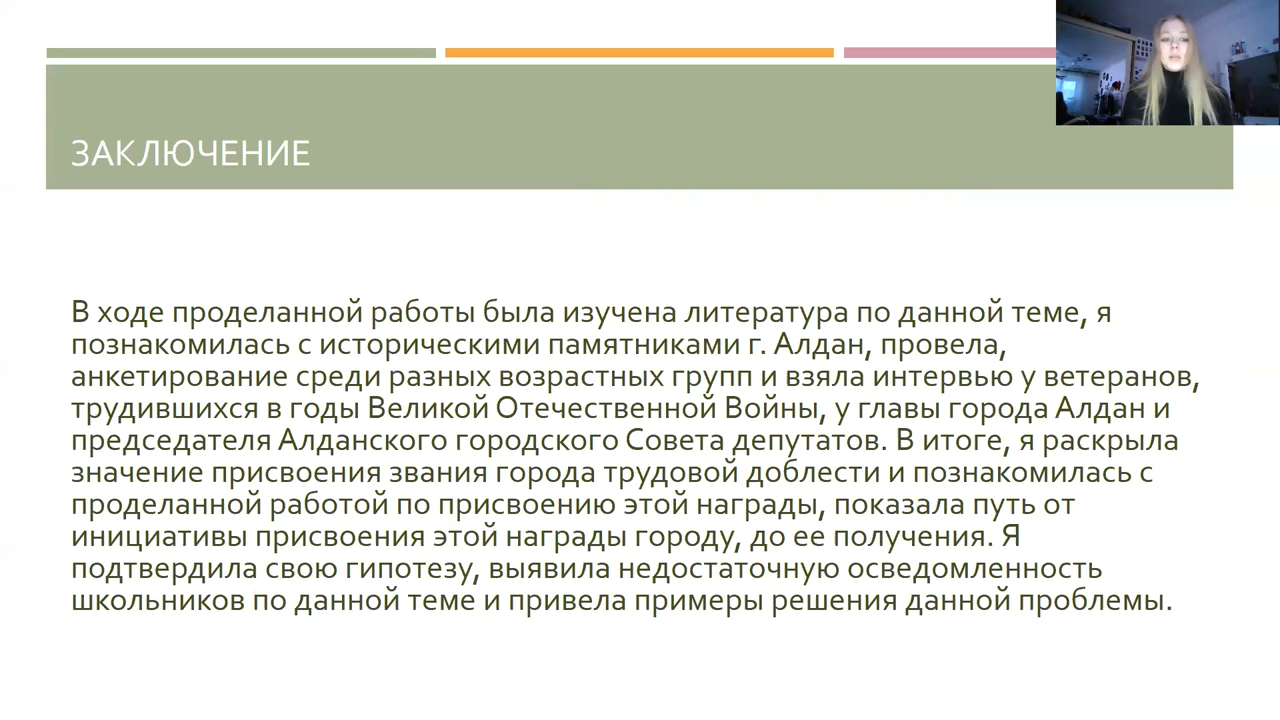 ЗАКЛЮЧЕНИЕ
В ходе проделанной работы была изучена литература по данной теме, я
познакомилась с историческими памятниками г. Алдан, провела,
анкетирование среди разных возрастных групп и взяла интервью у ветеранов,
трудившихся в годы Великой Отечественной Войны, у главы города Алдан и
председателя Алданского городского Совета депутатов. В итоге, я раскрыла
значение присвоения звания города трудовой доблести и познакомилась с
проделанной работой по присвоению этой награды, показала путь от
инициативы присвоения этой награды городу, до ее получения. Я
подтвердила свою гипотезу, выявила недостаточную осведомленность
школьников по данной теме и привела примеры решения данной проблемы.